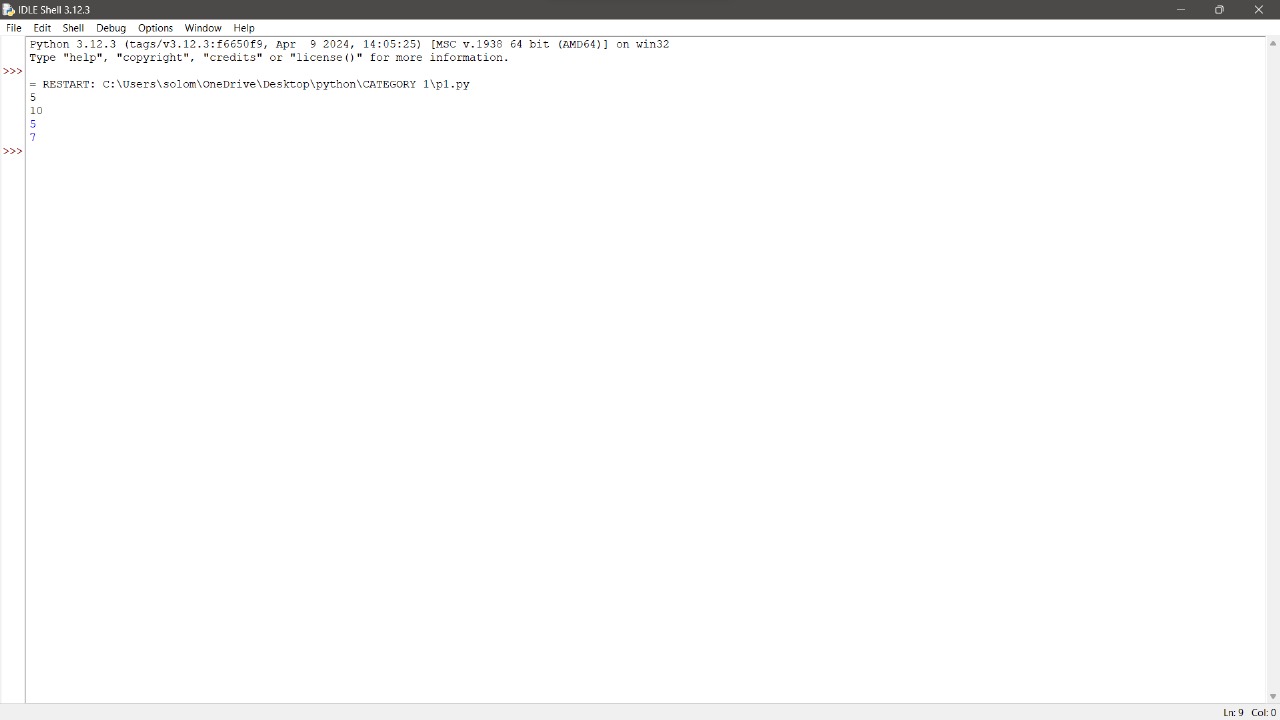 IDLE Shell 3.12.3
File Edit Shell Debug Options Window Help
Python 3.12.3 (tags/v3.12.3:f6650f9, Apr  9 2024, 14:05:25) [MSC v.1938 64 bit (AMD64)] on win32
Type "help", "copyright", "credits" or "license()" for more information.
>>>
= RESTART: C:\Users\solom\OneDrive\Desktop\python\CATEGORY 1\p1.py
5
10
5
7
>>>
Ln: 9 Col: 0